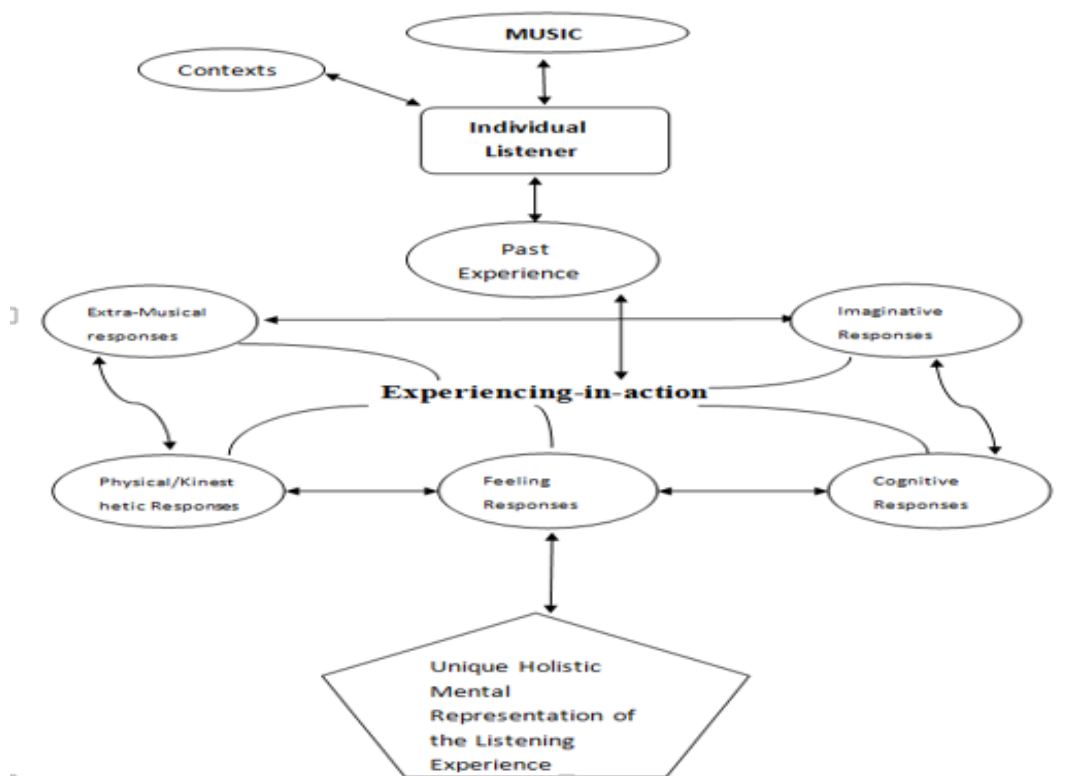 MUSIC
Contexts
Individual
Listener
Past
Experience
Extra-Musical
responses
Imaginative
Responses
Experiencing-in-action
Physical/Kinest
hetic Responses
Feeling
Responses
Cognitive
Responses
Unique Holistic
Mental
Representation of
the Listening
Experience